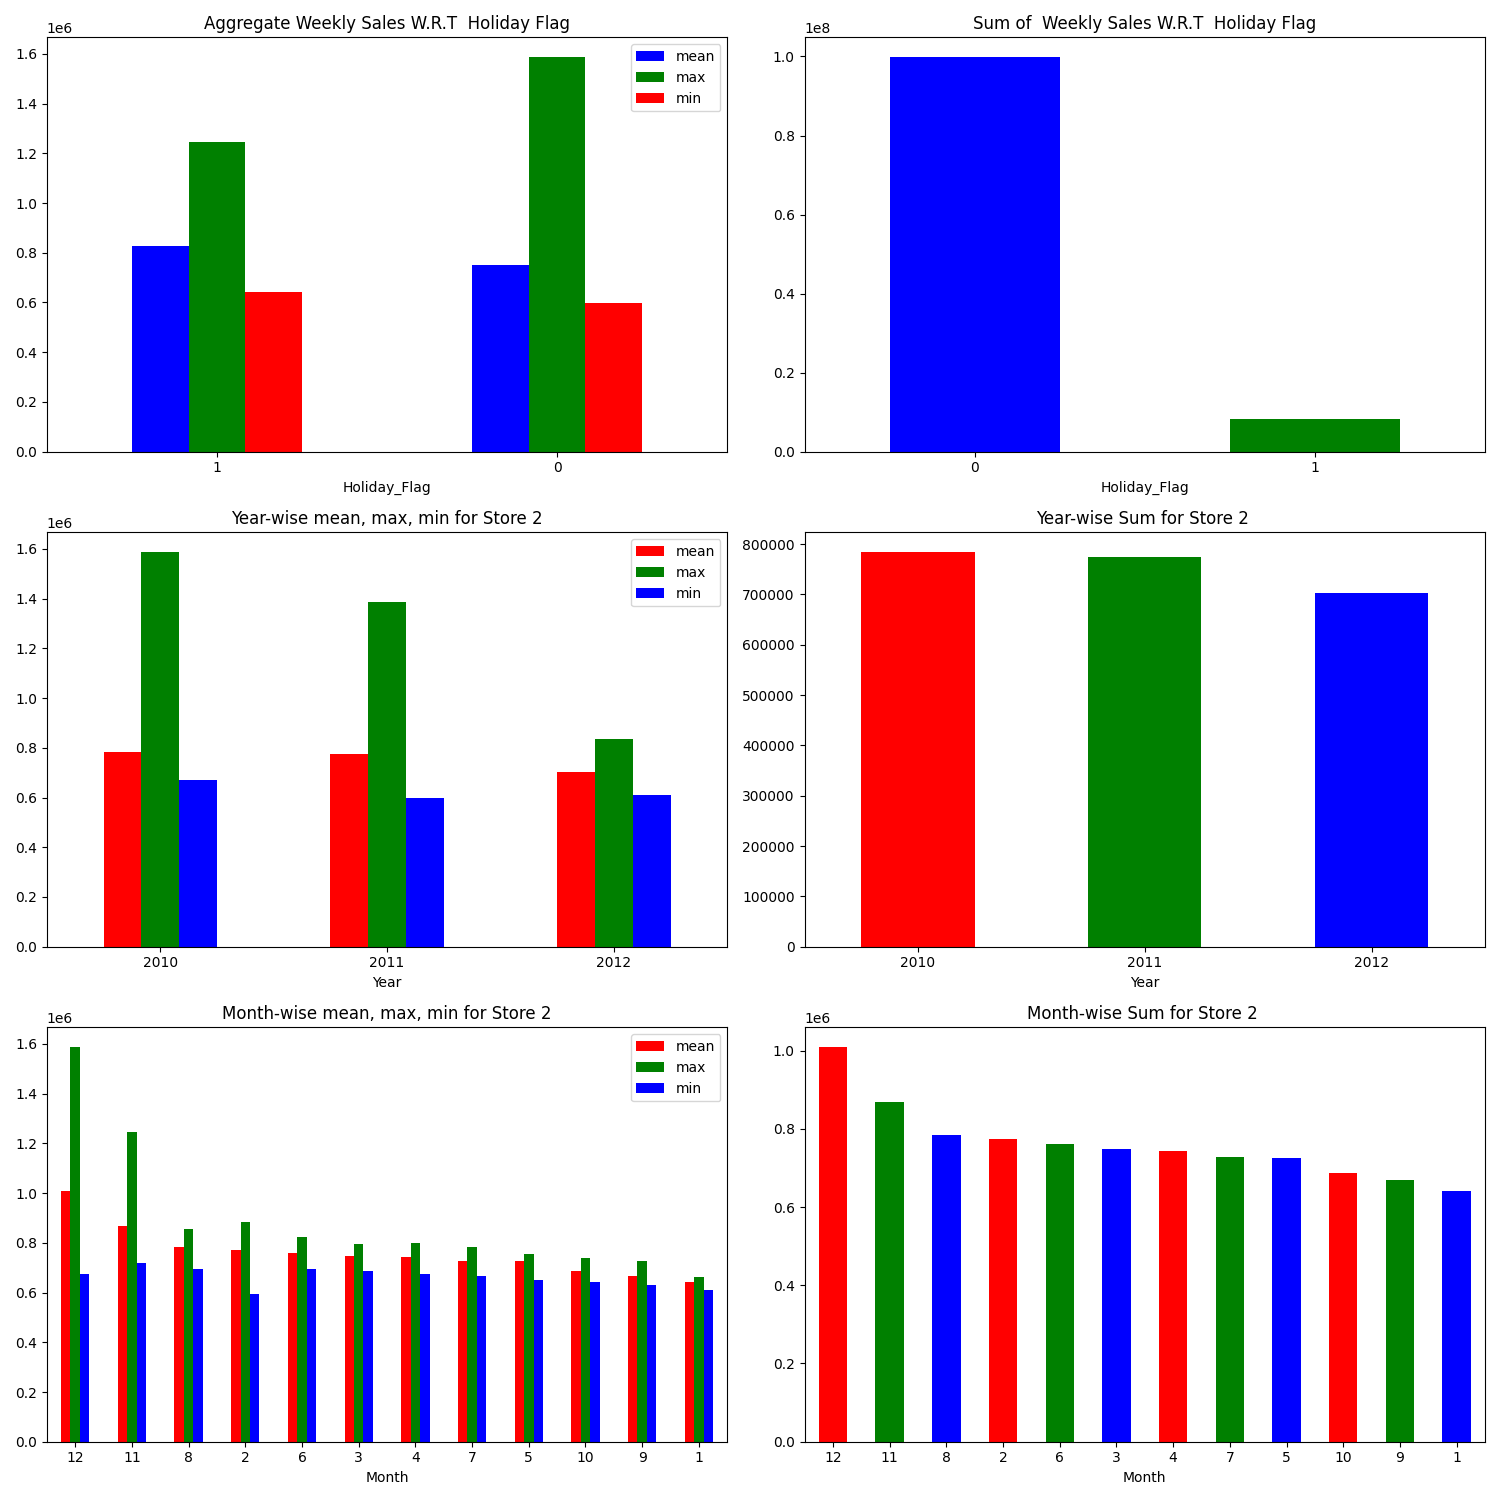 Aggregate Weekly Sales W.R.T  Holiday Flag
1e6
1.6
1.4
1.2
1.0
0.8
0.6
0.4
0.2
0.0
mean
max
min
1 0
Holiday_Flag
Sum of  Weekly Sales W.R.T  Holiday Flag
1e8
1.0
0.8
0.6
0.4
0.2
0.0
0 1
Holiday_Flag
Year-wise mean, max, min for Store 2
1e6
1.6
1.4
1.2
1.0
0.8
0.6
0.4
0.2
0.0
mean
max
min
2010 2011 2012
Year
Year-wise Sum for Store 2
800000
700000
600000
500000
400000
300000
200000
100000
0
2010 2011 2012
Year
Month-wise mean, max, min for Store 2
1e6
1.6
1.4
1.2
1.0
0.8
0.6
0.4
0.2
0.0
mean
max
min
12 11 8 2 6 3 4 7 5 10 9 1
Month
Month-wise Sum for Store 2
1e6
1.0
0.8
0.6
0.4
0.2
0.0
12 11 8 2 6 3 4 7 5 10 9 1
Month